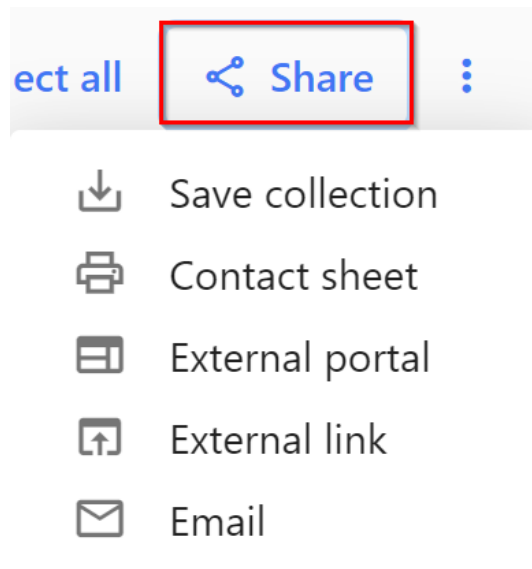 ect all Share
Save collection
Contact sheet
External portal
External link
Email